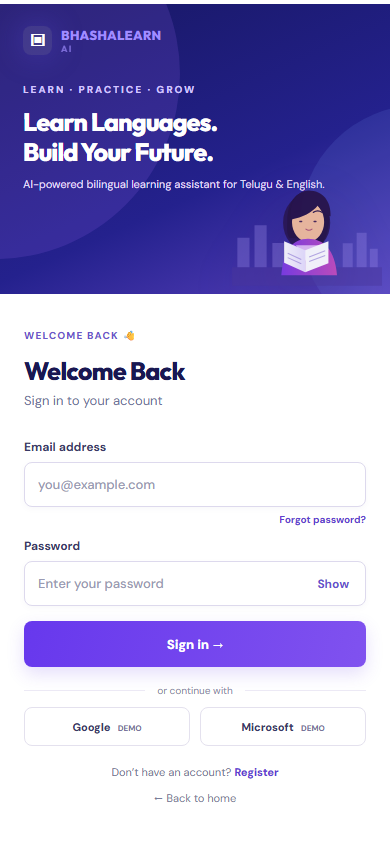 BHASHALEARN
AI
LEARN · PRACTICE · GROW
Learn Languages.
Build Your Future.
AI-powered bilingual learning assistant for Telugu & English.
WELCOME BACK 👋
Welcome Back
Sign in to your account
Email address
you@example.com
Forgot password?
Password
Enter your password Show
Sign in →
or continue with
Google DEMO Microsoft DEMO
Don't have an account? Register
← Back to home